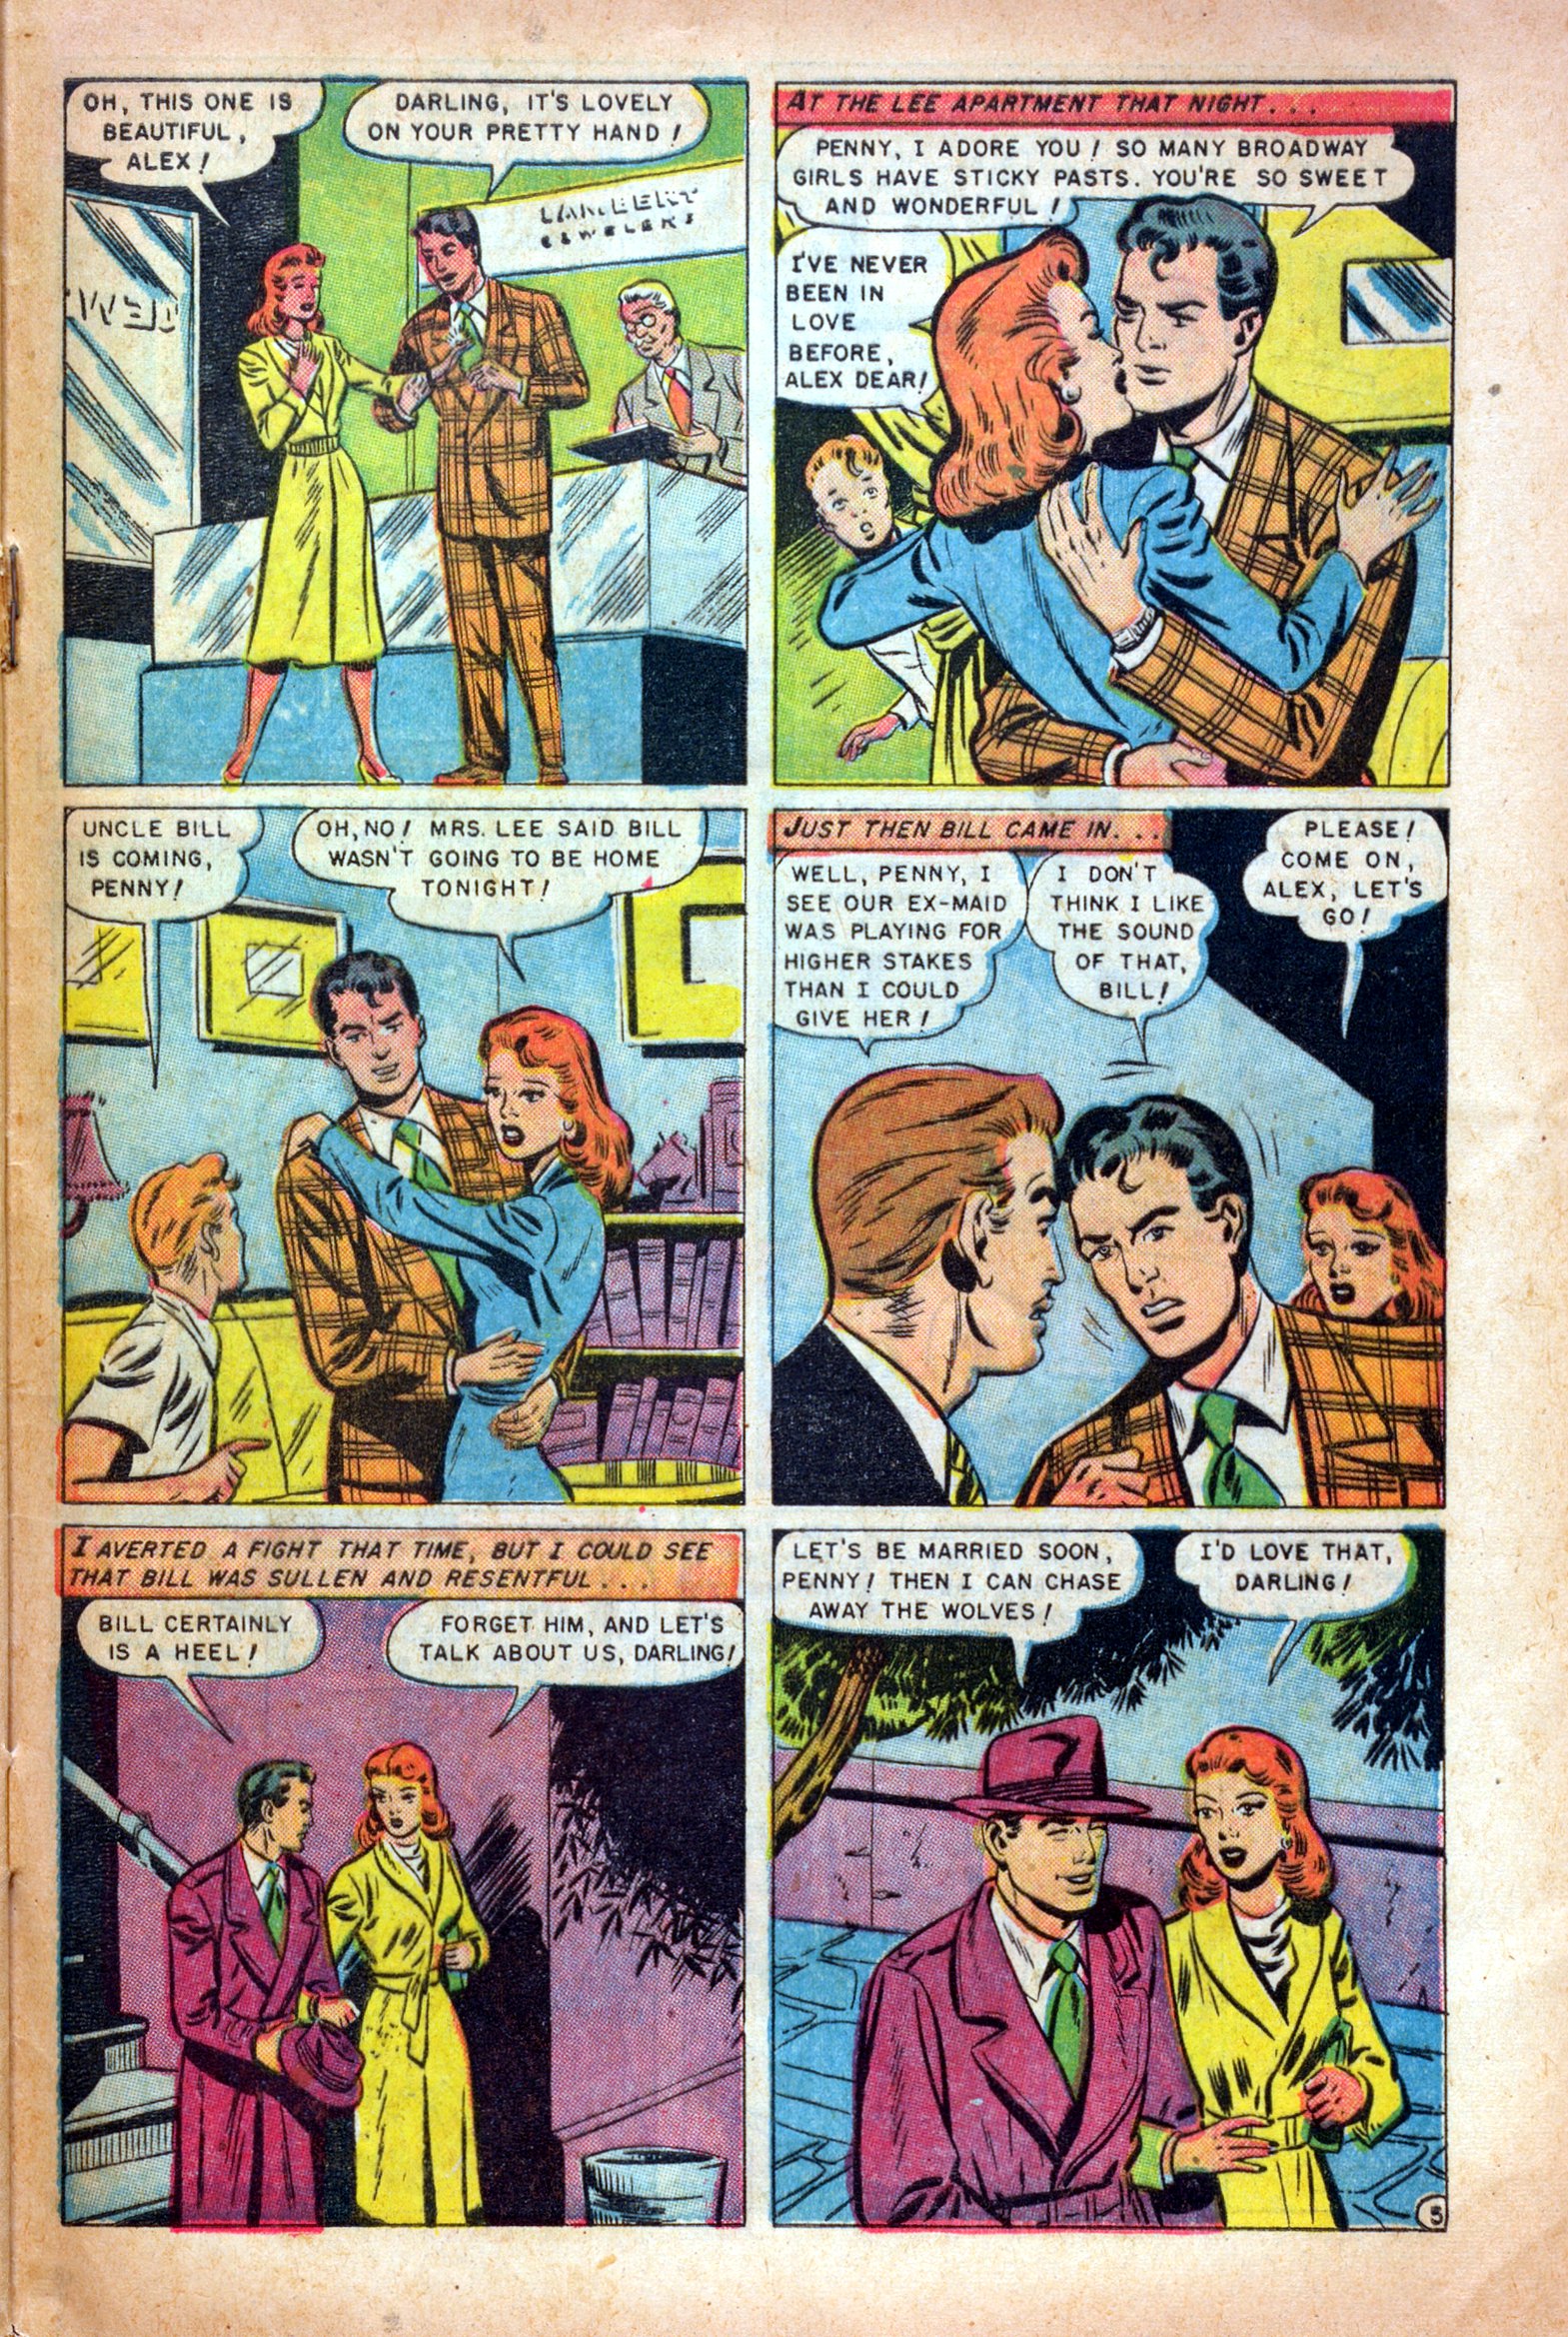 OH, THIS ONE IS
BEAUTIFUL,
ALEX!
DARLING, IT'S LOVELY
ON YOUR PRETTY HAND!
LAMBERT
JEWELERS
JEWEL
AT THE LEE APARTMENT THAT NIGHT...
PENNY, I ADORE YOU! SO MANY BROADWAY
GIRLS HAVE STICKY PASTS. YOU'RE SO SWEET
AND WONDERFUL!
I'VE NEVER
BEEN IN
LOVE
BEFORE,
ALEX DEAR!
UNCLE BILL
IS COMING,
PENNY!
OH, NO! MRS. LEE SAID BILL
WASN'T GOING TO BE HOME
TONIGHT!
JUST THEN BILL CAME IN...
WELL, PENNY, I
SEE OUR EX-MAID
WAS PLAYING FOR
HIGHER STAKES
THAN I COULD
GIVE HER!
I DON'T
THINK I LIKE
THE SOUND
OF THAT,
BILL!
PLEASE!
COME ON,
ALEX, LET'S
GO!
I AVERTED A FIGHT THAT TIME, BUT I COULD SEE
THAT BILL WAS SULLEN AND RESENTFUL...
BILL CERTAINLY
IS A HEEL!
FORGET HIM, AND LET'S
TALK ABOUT US, DARLING!
LET'S BE MARRIED SOON,
PENNY! THEN I CAN CHASE
AWAY THE WOLVES!
I'D LOVE THAT,
DARLING!
5